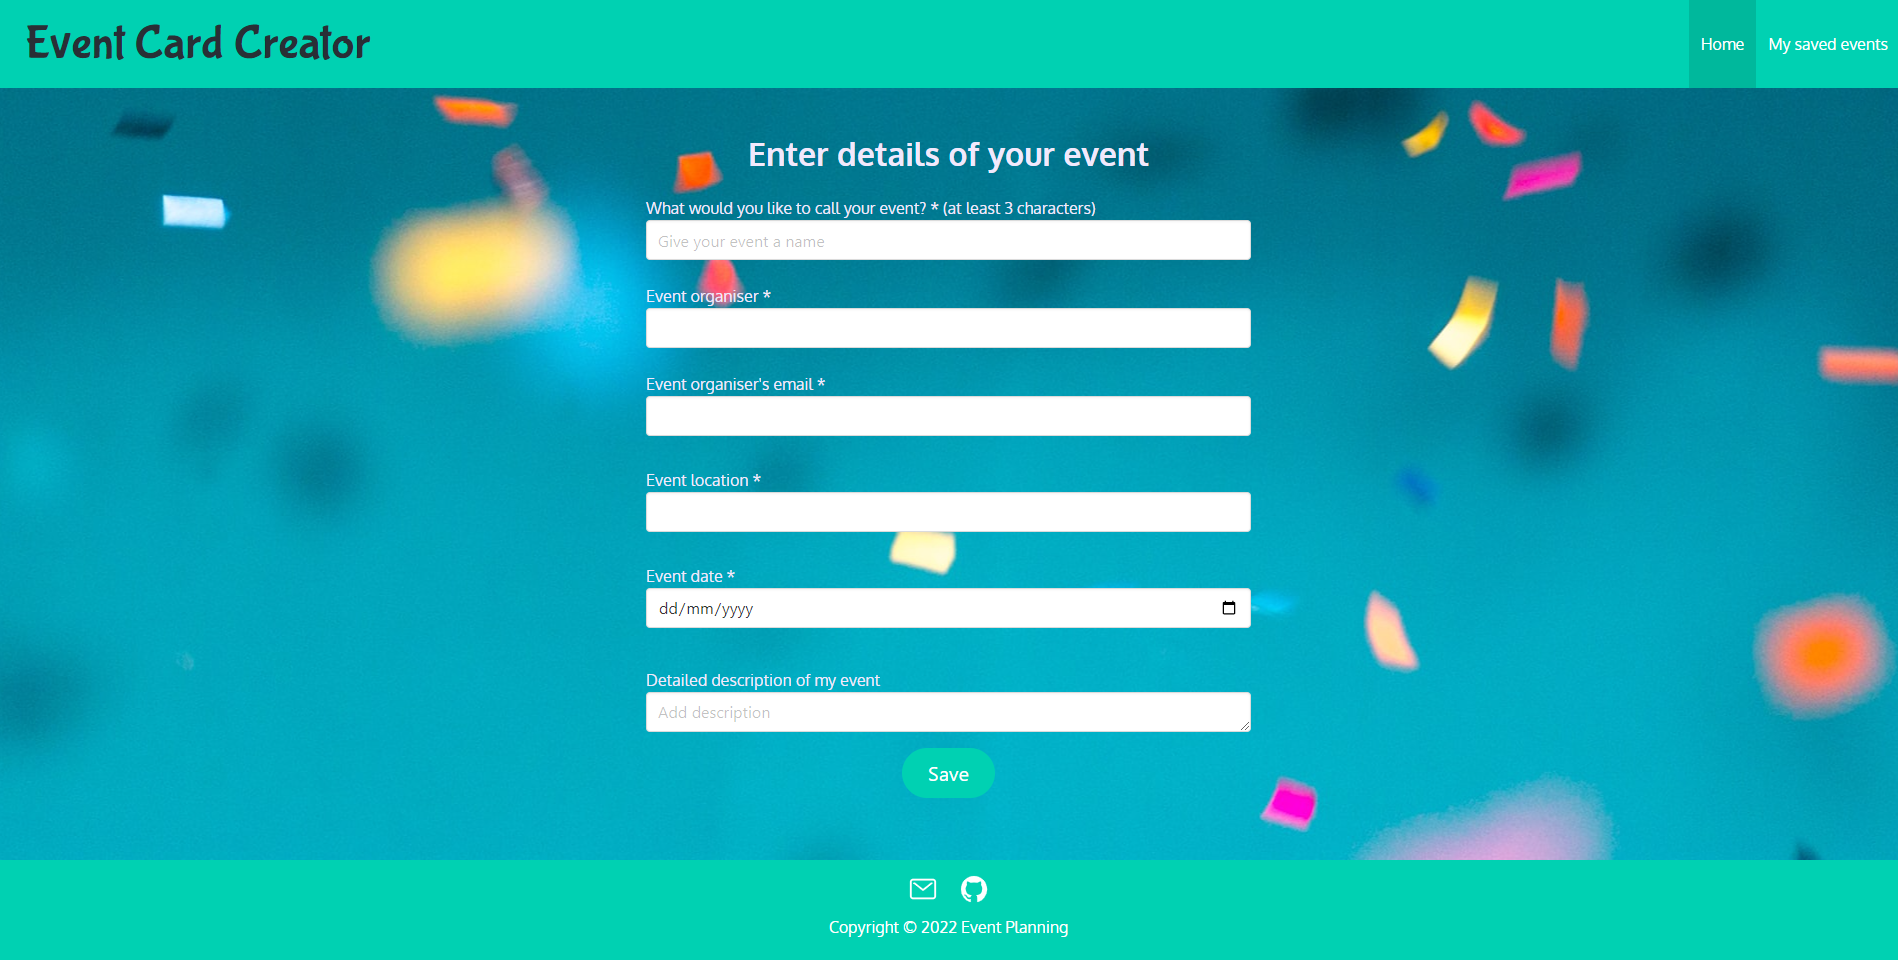 Event Card Creator
Home
My saved events
Enter details of your event
What would you like to call your event? * (at least 3 characters)
Give your event a name
Event organiser *
Event organiser's email *
Event location *
Event date *
dd/mm/yyyy
Detailed description of my event
Add description
Save
Copyright © 2022 Event Planning